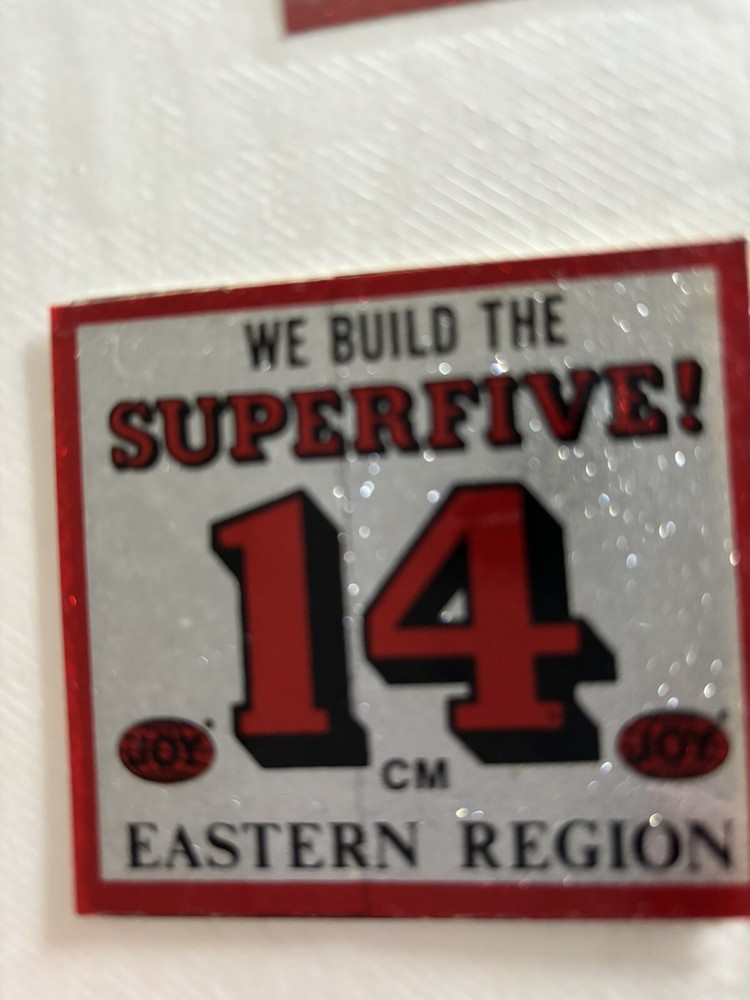 WE BUILD THE
SUPERFIVE!
14
JOY CM JOY
EASTERN REGION